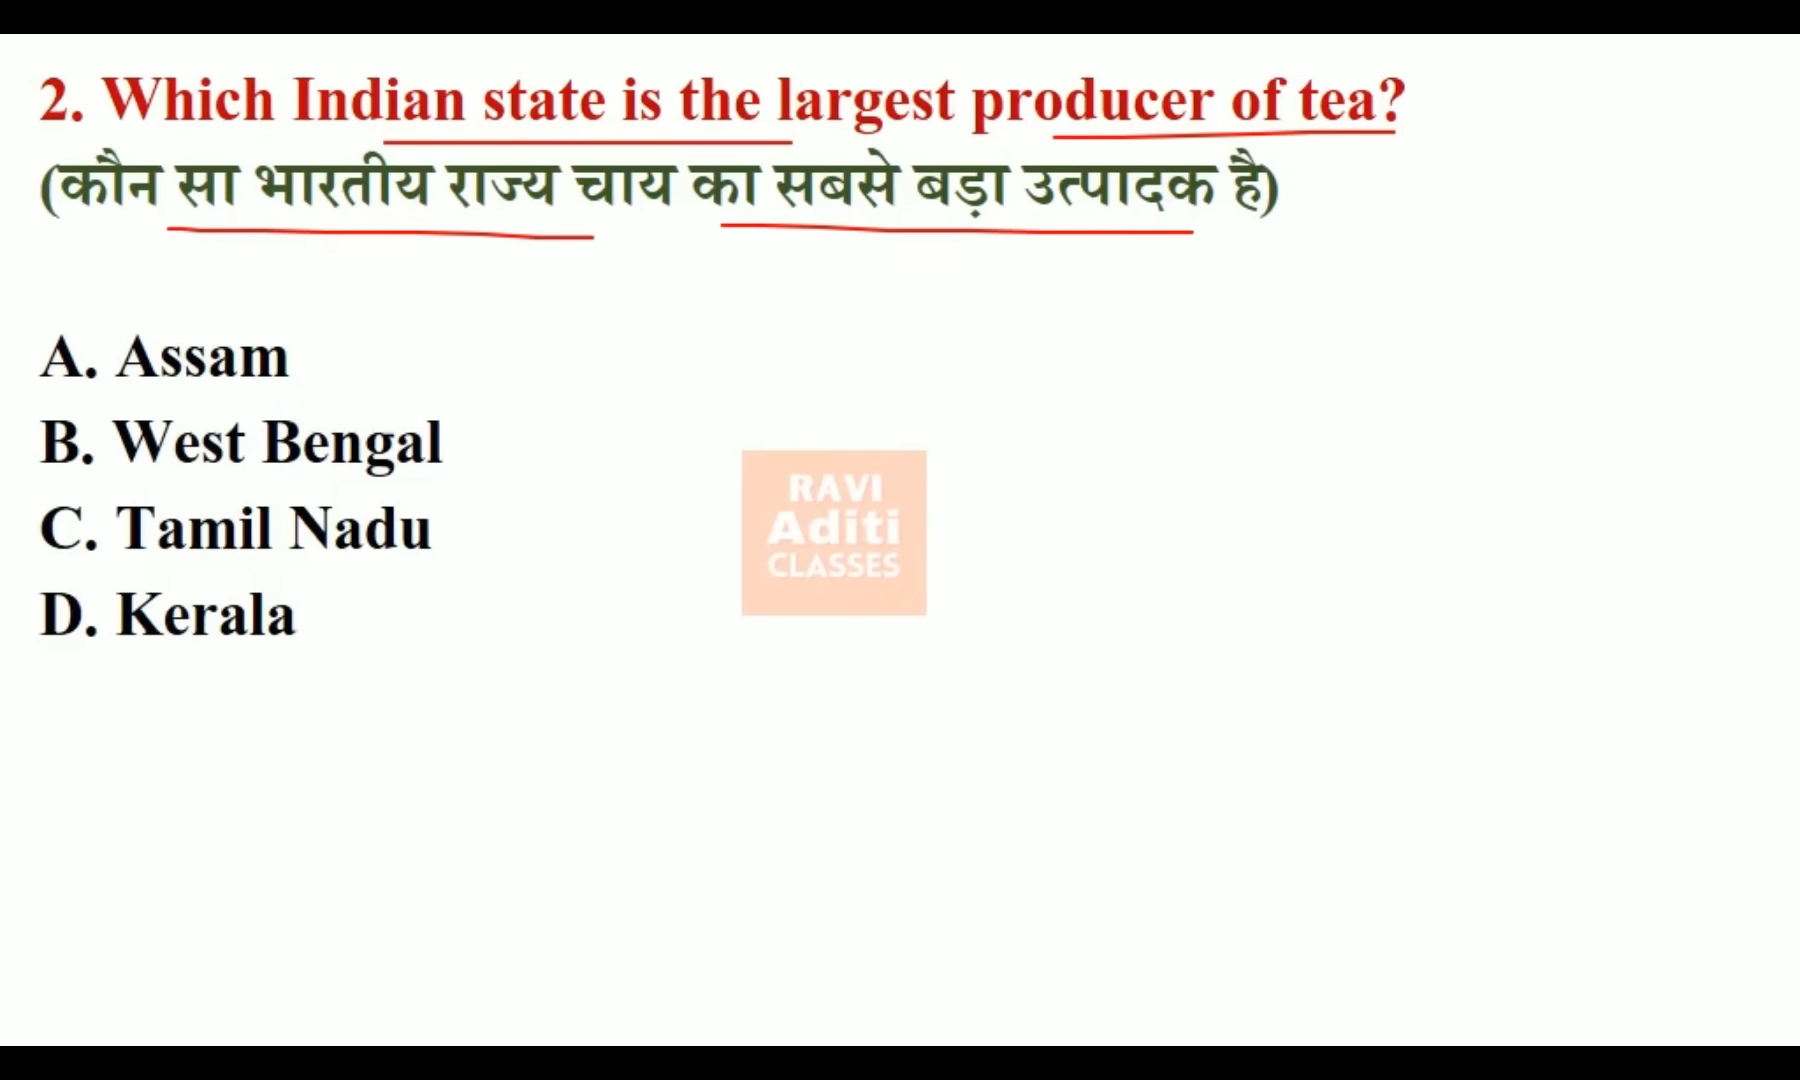 2. Which Indian state is the largest producer of tea?
(कौन सा भारतीय राज्य चाय का सबसे बड़ा उत्पादक है)
A. Assam
B. West Bengal
C. Tamil Nadu
D. Kerala
RAVI
Aditi
CLASSES